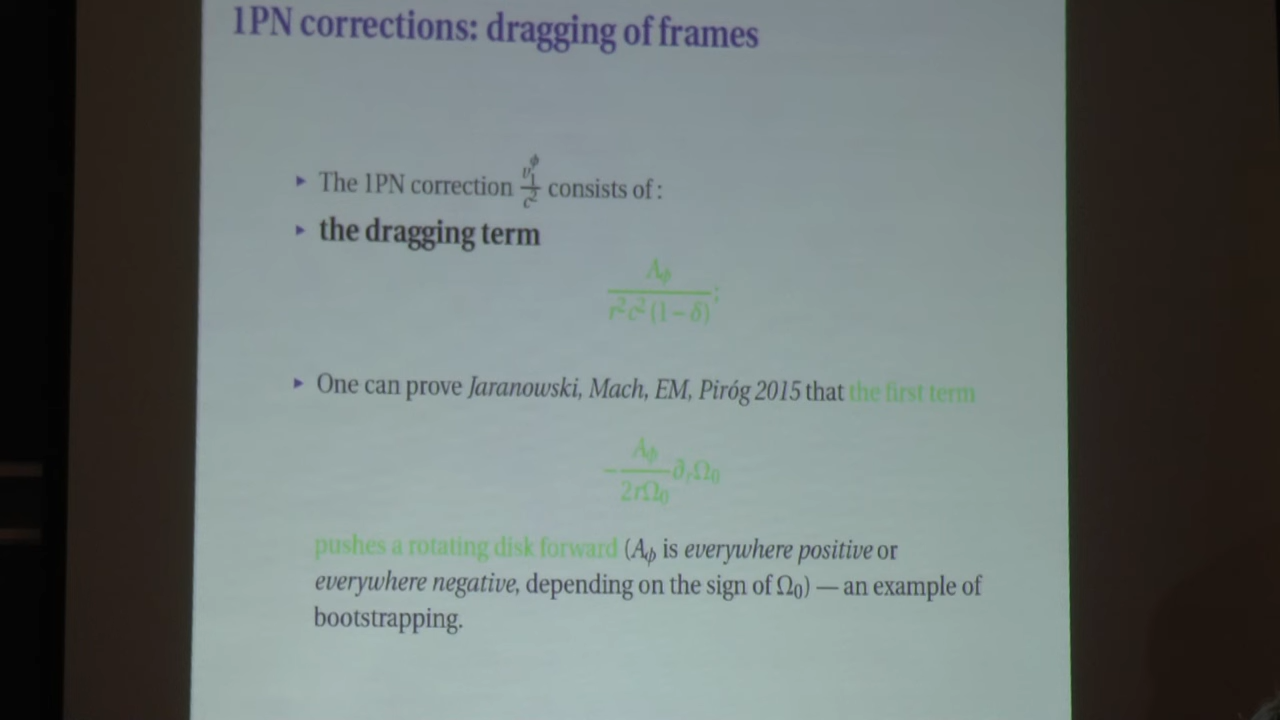 1PN corrections: dragging of frames
▸ The 1PN correction v₁^ϕ/c² consists of :
▸ the dragging term
A_ϕ/r²c²(1−δ);
▸ One can prove Jaranowski, Mach, EM, Piróg 2015 that the first term
−A_ϕ/2rΩ₀ ∂ᵣΩ₀
pushes a rotating disk forward (A_ϕ is everywhere positive or
everywhere negative, depending on the sign of Ω₀) — an example of
bootstrapping.